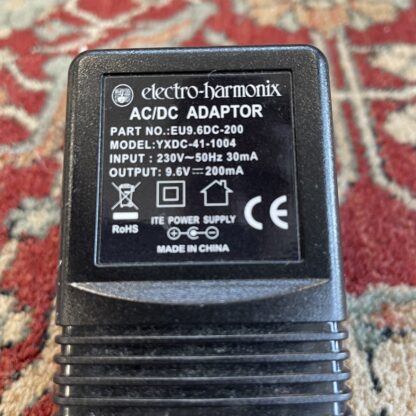 electro-harmonix
AC/DC ADAPTOR
PART NO.:EU9.6DC-200
MODEL:YXDC-41-1004
INPUT : 230V~50Hz 30mA
OUTPUT: 9.6V⎓200mA
RoHS
ITE POWER SUPPLY
CE
MADE IN CHINA